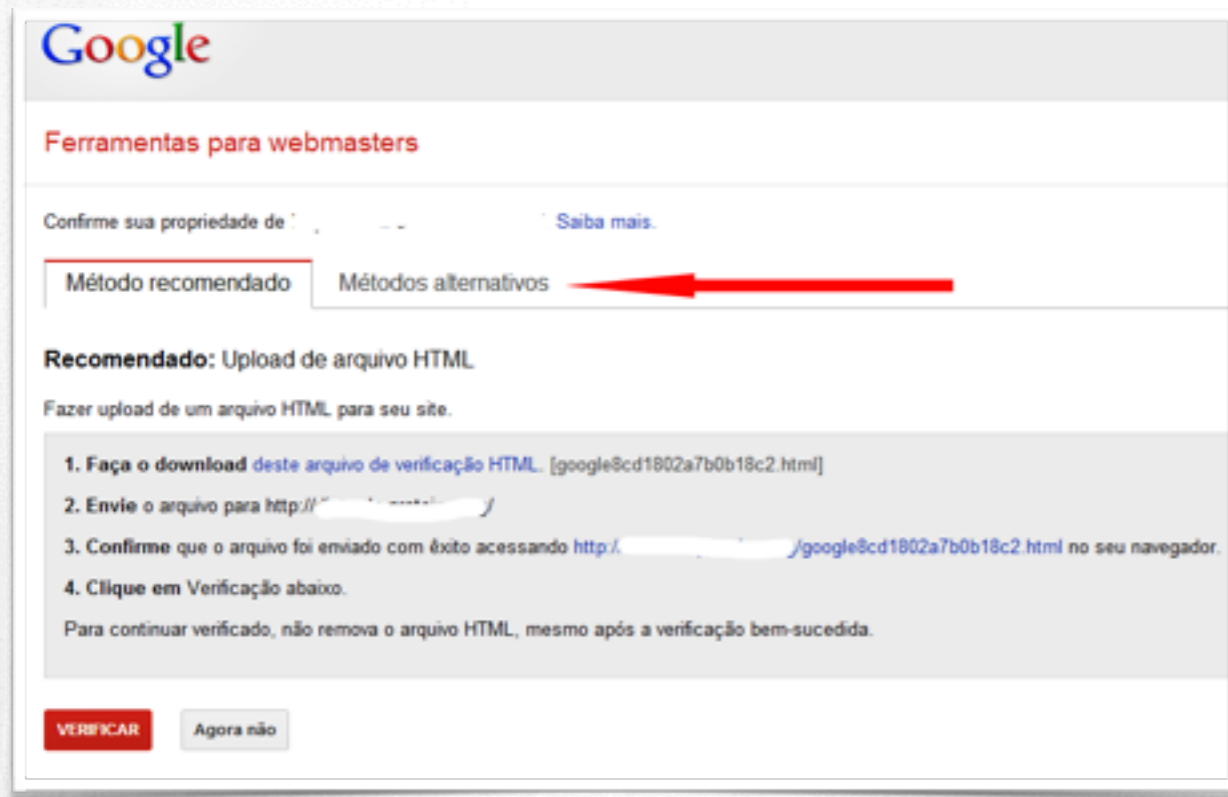 Google
Ferramentas para webmasters
Confirme sua propriedade de Saiba mais.
Método recomendado Métodos alternativos
Recomendado: Upload de arquivo HTML
Fazer upload de um arquivo HTML para seu site.
1. Faça o download deste arquivo de verificação HTML. [google8cd1802a7b0b18c2.html]
2. Envie o arquivo para http://
3. Confirme que o arquivo foi enviado com êxito acessando http:/ /google8cd1802a7b0b18c2.html no seu navegador.
4. Clique em Verificação abaixo.
Para continuar verificado, não remova o arquivo HTML, mesmo após a verificação bem-sucedida.
VERIFICAR Agora não